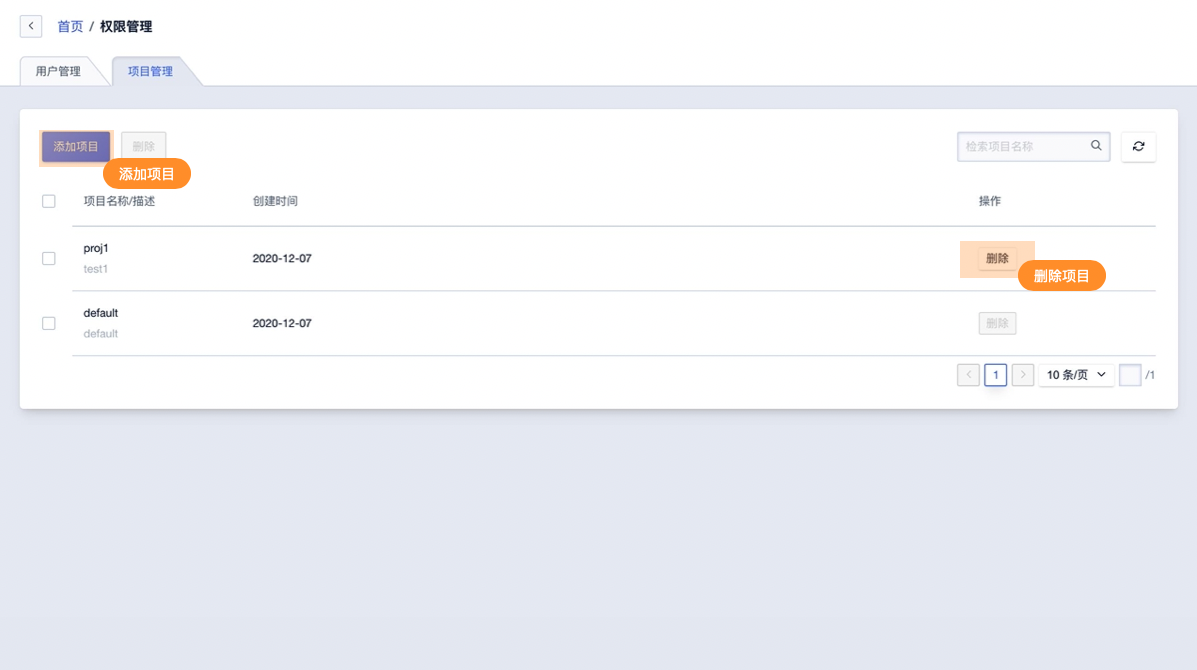 首页 / 权限管理
用户管理 项目管理
添加项目 删除 检索项目名称
添加项目
项目名称/描述 创建时间 操作
proj1
test1
2020-12-07 删除
删除项目
default
default
2020-12-07 删除
1 10 条/页 /1